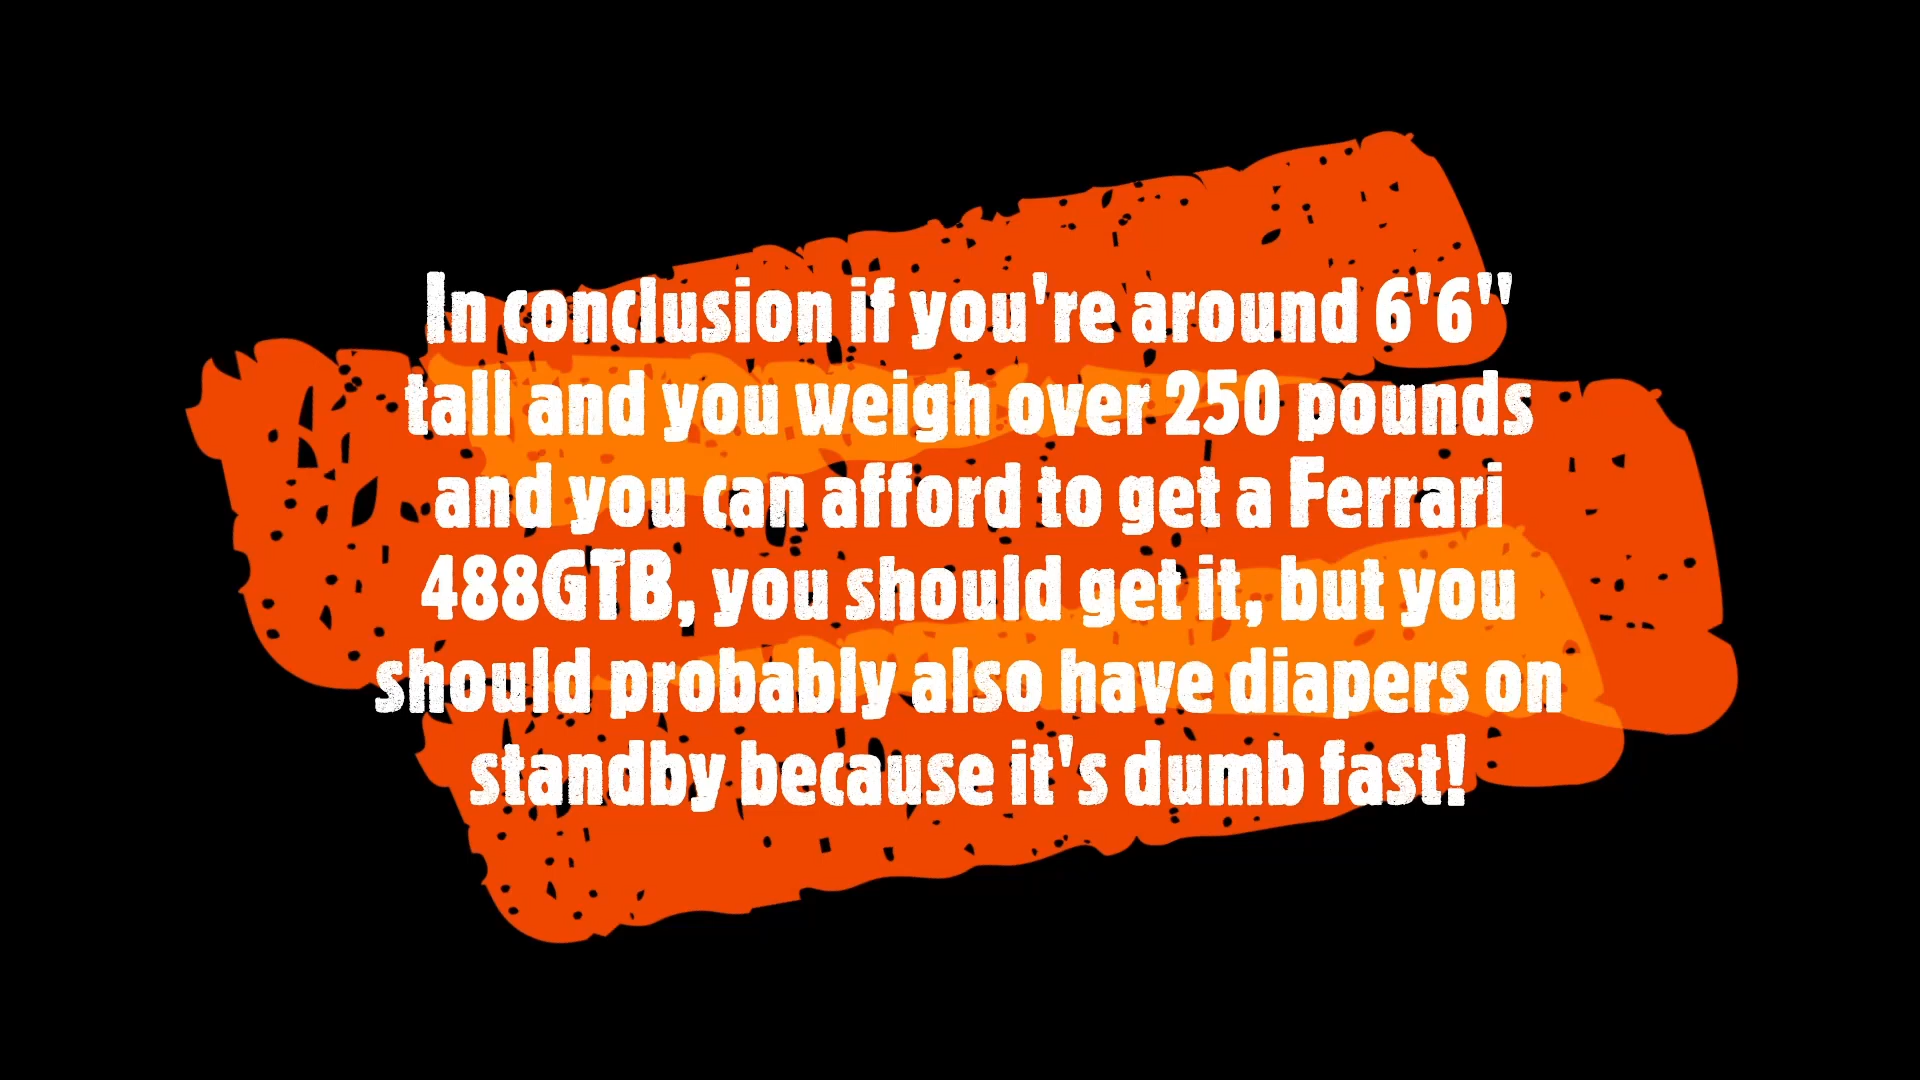 In conclusion if you're around 6'6"
tall and you weigh over 250 pounds
and you can afford to get a Ferrari
488GTB, you should get it, but you
should probably also have diapers on
standby because it's dumb fast!